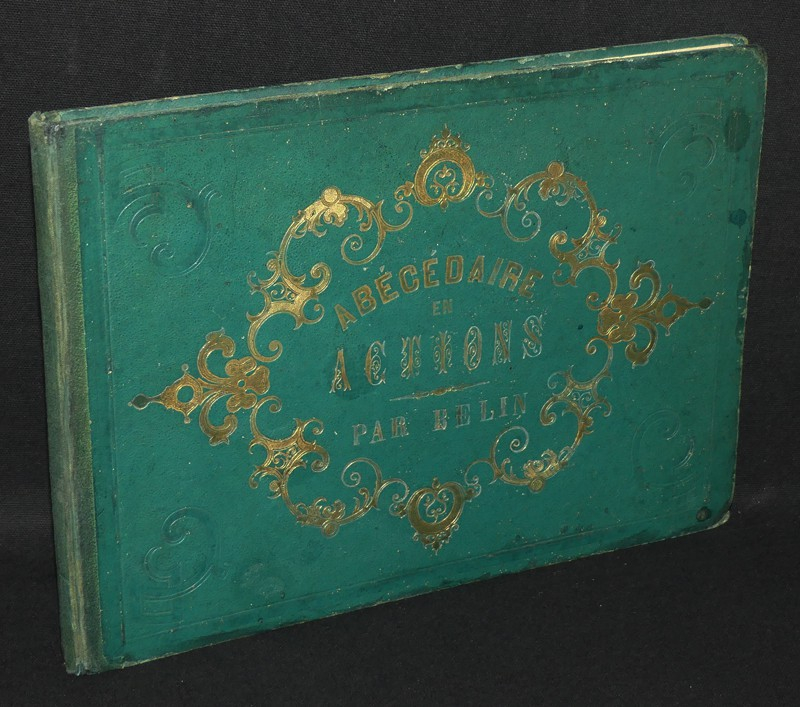 ABÉCÉDAIRE
EN
ACTIONS
PAR BELIN